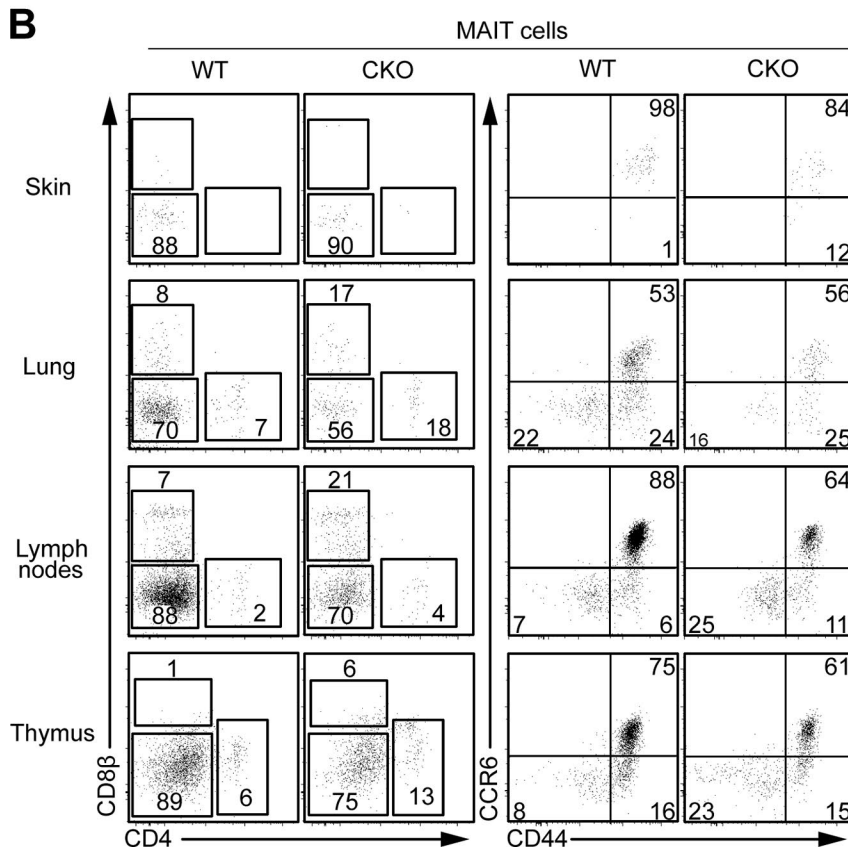 B
MAIT cells
WT CKO WT CKO
Skin
88 90 98 1 84 12
Lung
8 70 7 17 56 18 53 22 24 56 16 25
Lymph
nodes
7 88 2 21 70 4 88 7 6 64 25 11
Thymus
1 89 6 6 75 13 75 8 16 61 23 15
CD8β
CD4
CCR6
CD44